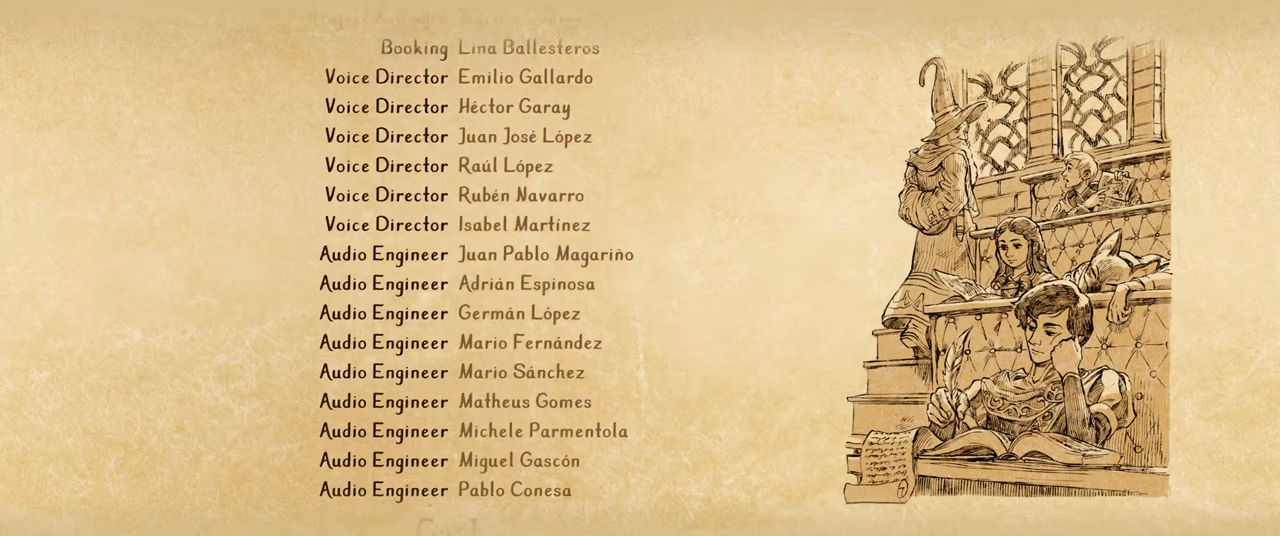 Booking Lina Ballesteros
Voice Director Emilio Gallardo
Voice Director Héctor Garay
Voice Director Juan José López
Voice Director Raúl López
Voice Director Rubén Navarro
Voice Director Isabel Martínez
Audio Engineer Juan Pablo Magariño
Audio Engineer Adrián Espinosa
Audio Engineer Germán López
Audio Engineer Mario Fernández
Audio Engineer Mario Sánchez
Audio Engineer Matheus Gomes
Audio Engineer Michele Parmentola
Audio Engineer Miguel Gascón
Audio Engineer Pablo Conesa